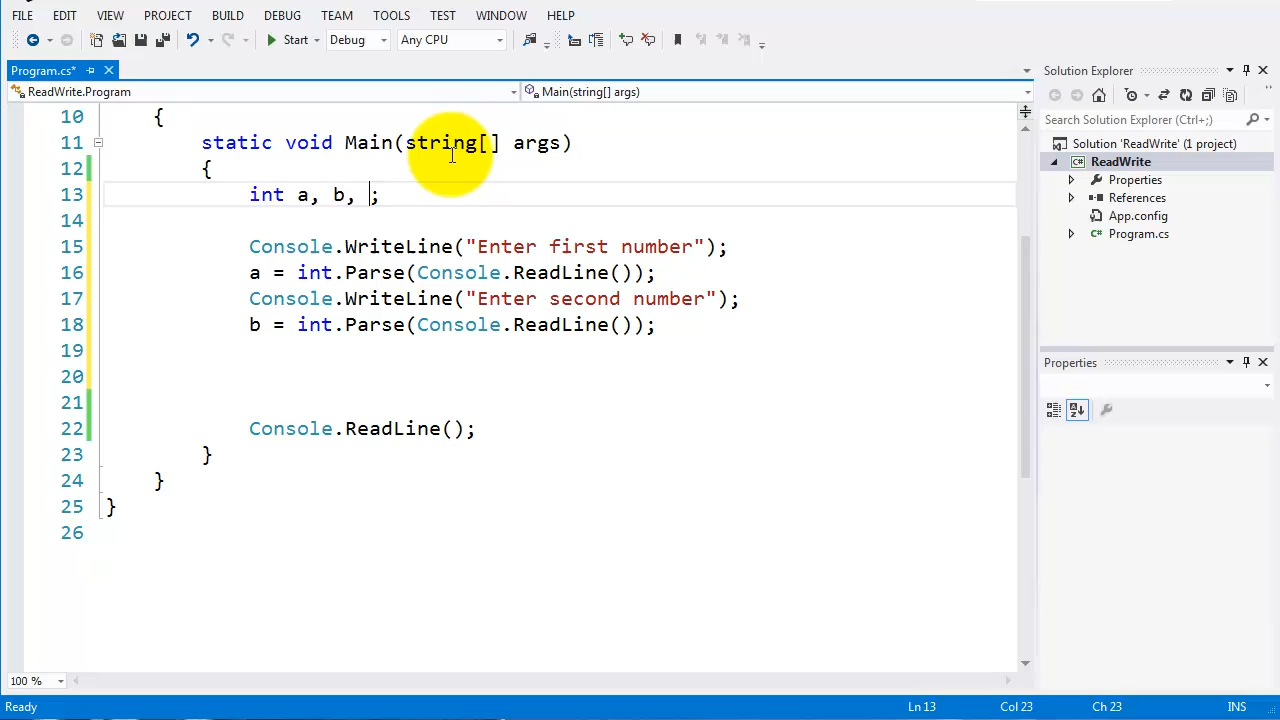 FILE EDIT VIEW PROJECT BUILD DEBUG TEAM TOOLS TEST WINDOW HELP
Start Debug Any CPU
Program.cs*
ReadWrite.Program Main(string[] args)
10 {
11 static void Main(string[] args)
12 {
13 int a, b, ;
14
15 Console.WriteLine("Enter first number");
16 a = int.Parse(Console.ReadLine());
17 Console.WriteLine("Enter second number");
18 b = int.Parse(Console.ReadLine());
19
20
21
22 Console.ReadLine();
23 }
24 }
25 }
26
100 %
Ready Ln 13 Col 23 Ch 23 INS
Solution Explorer
Search Solution Explorer (Ctrl+;)
Solution 'ReadWrite' (1 project)
ReadWrite
Properties
References
App.config
Program.cs
Properties